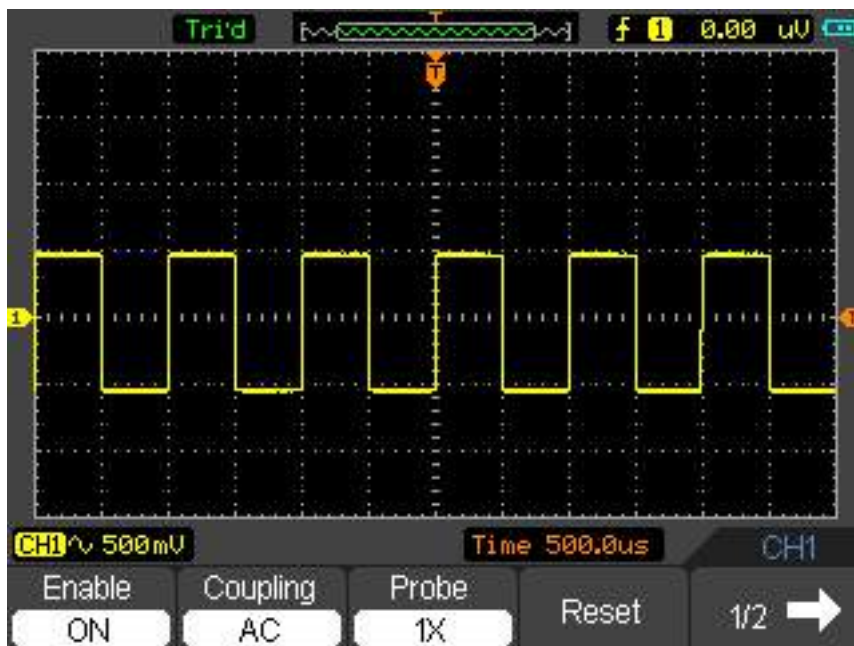 Tri'd 1 0.00 uV
T
1
CH1 500mV Time 500.0us CH1
Enable Coupling Probe Reset 1/2
ON AC 1X